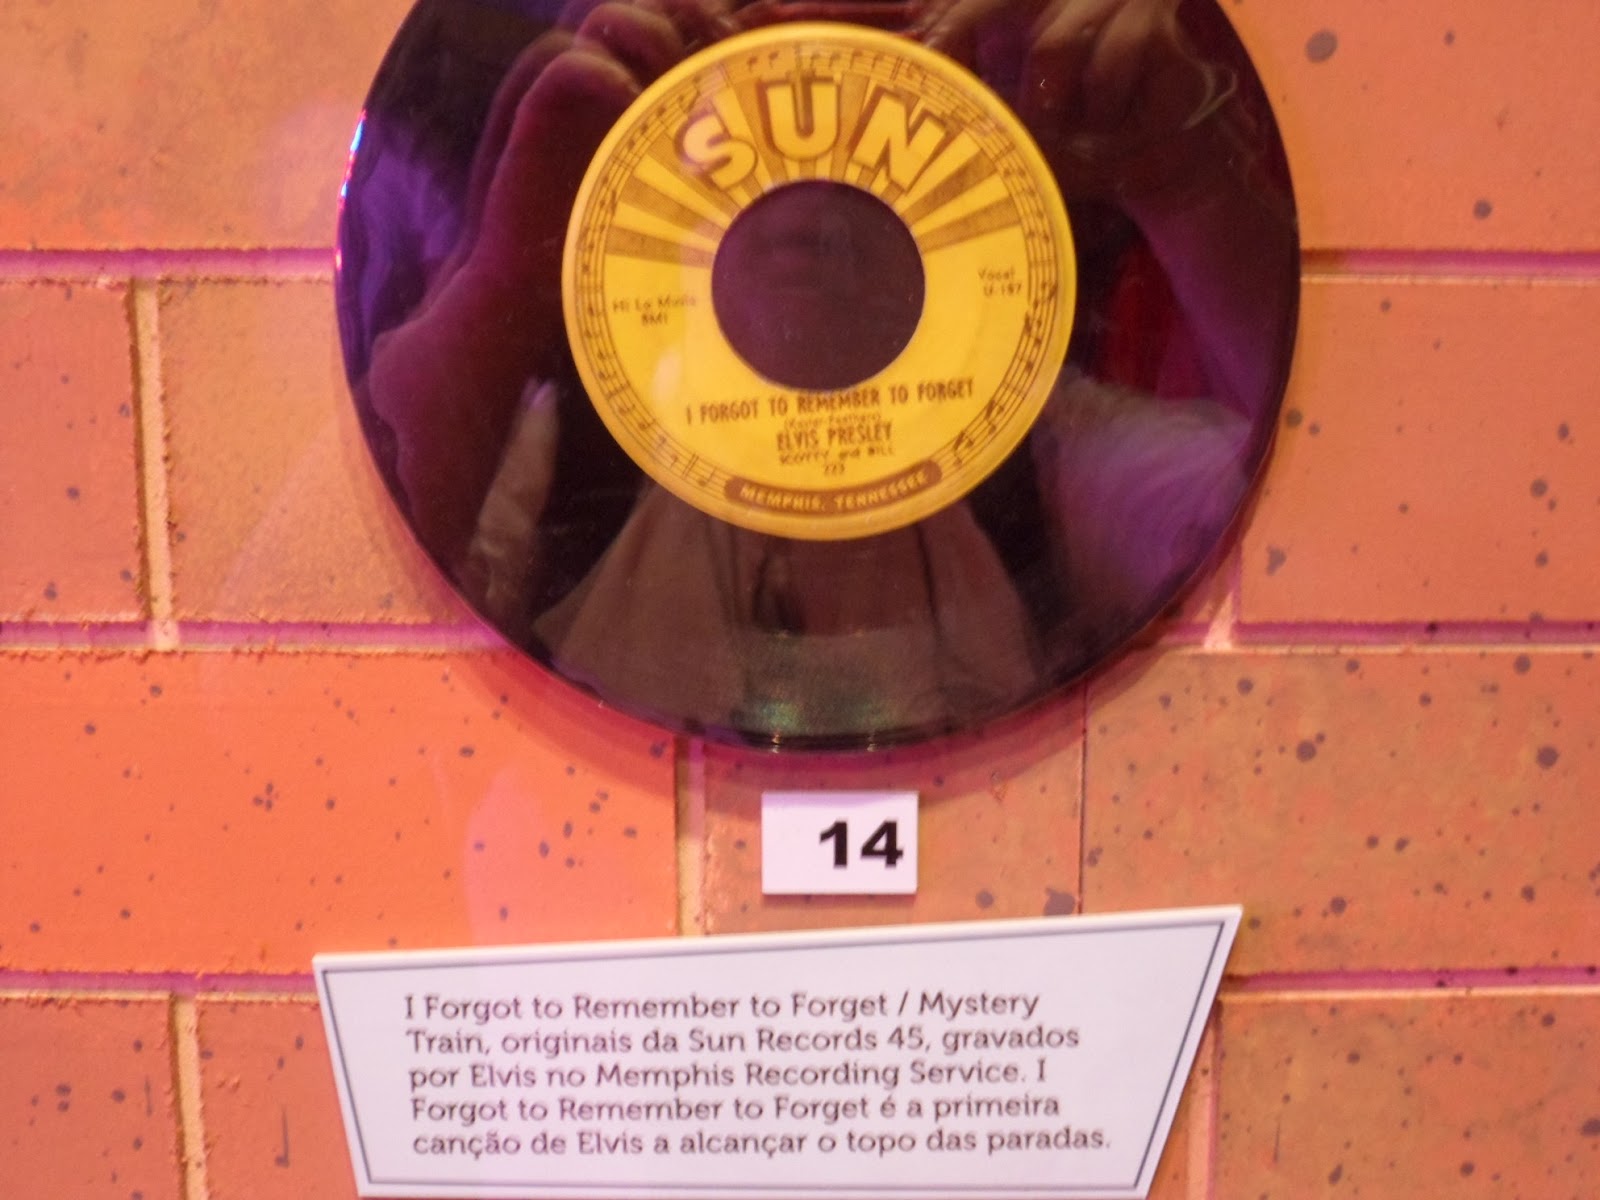 SUN
Hi Lo Music
BMI
Vocal
U-157
I FORGOT TO REMEMBER TO FORGET
(Kesler-Feathers)
ELVIS PRESLEY
SCOTTY and BILL
223
MEMPHIS, TENNESSEE
14
I Forgot to Remember to Forget / Mystery
Train, originais da Sun Records 45, gravados
por Elvis no Memphis Recording Service. I
Forgot to Remember to Forget é a primeira
canção de Elvis a alcançar o topo das paradas.